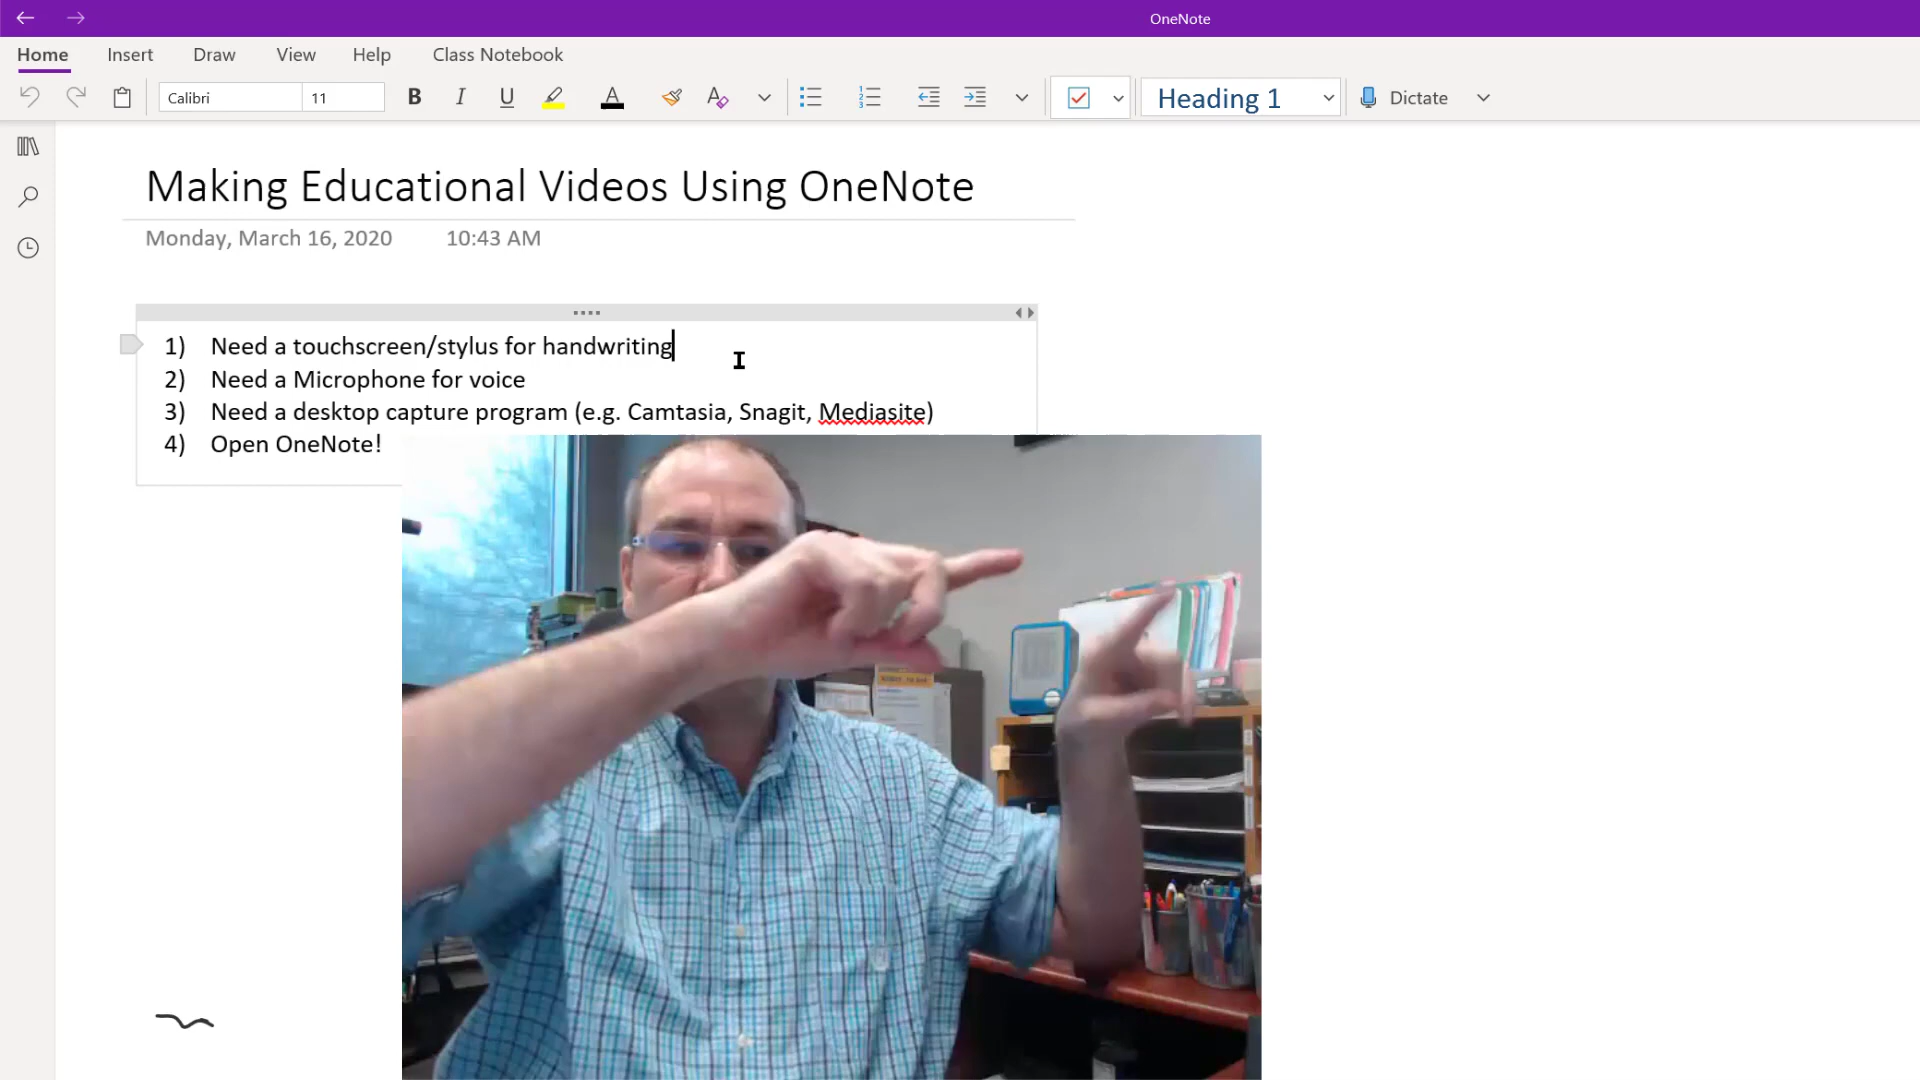 OneNote
Home Insert Draw View Help Class Notebook
Calibri 11 B I U A A Heading 1 Dictate
Making Educational Videos Using OneNote
Monday, March 16, 2020 10:43 AM
1) Need a touchscreen/stylus for handwriting
2) Need a Microphone for voice
3) Need a desktop capture program (e.g. Camtasia, Snagit, Mediasite)
4) Open OneNote!